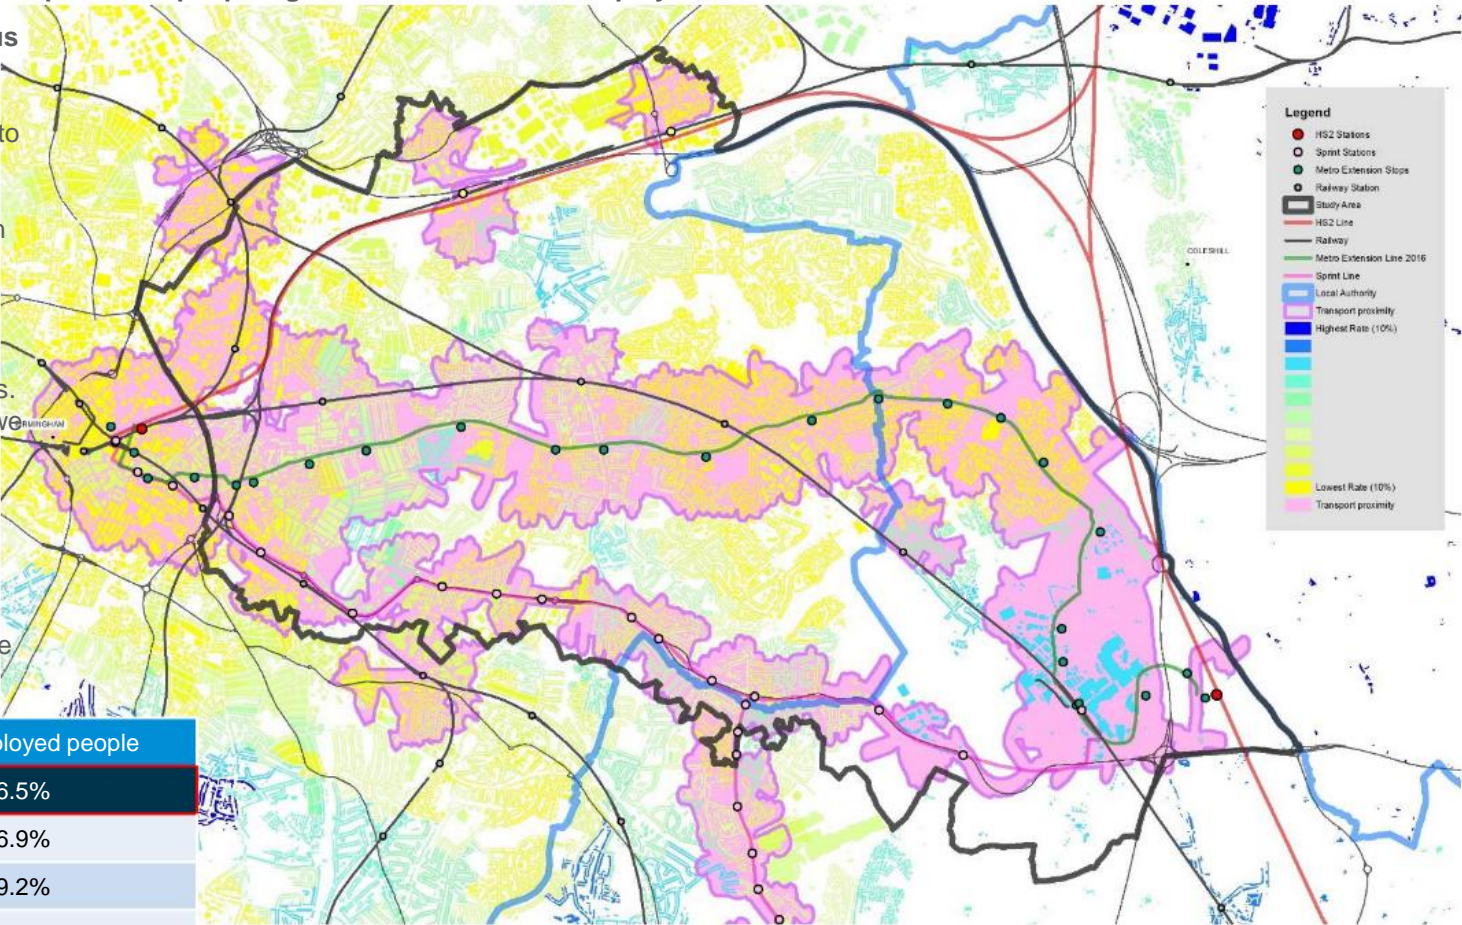 us
to
s.
we
RMINGHAM
e
ployed people
6.5%
6.9%
9.2%
Legend
HS2 Stations
Sprint Stations
Metro Extension Stops
Railway Station
Study Area
HS2 Line
Railway
Metro Extension Line 2016
Sprint Line
Local Authority
Transport proximity
Highest Rate (10%)
Lowest Rate (10%)
Transport proximity
COLESHILL